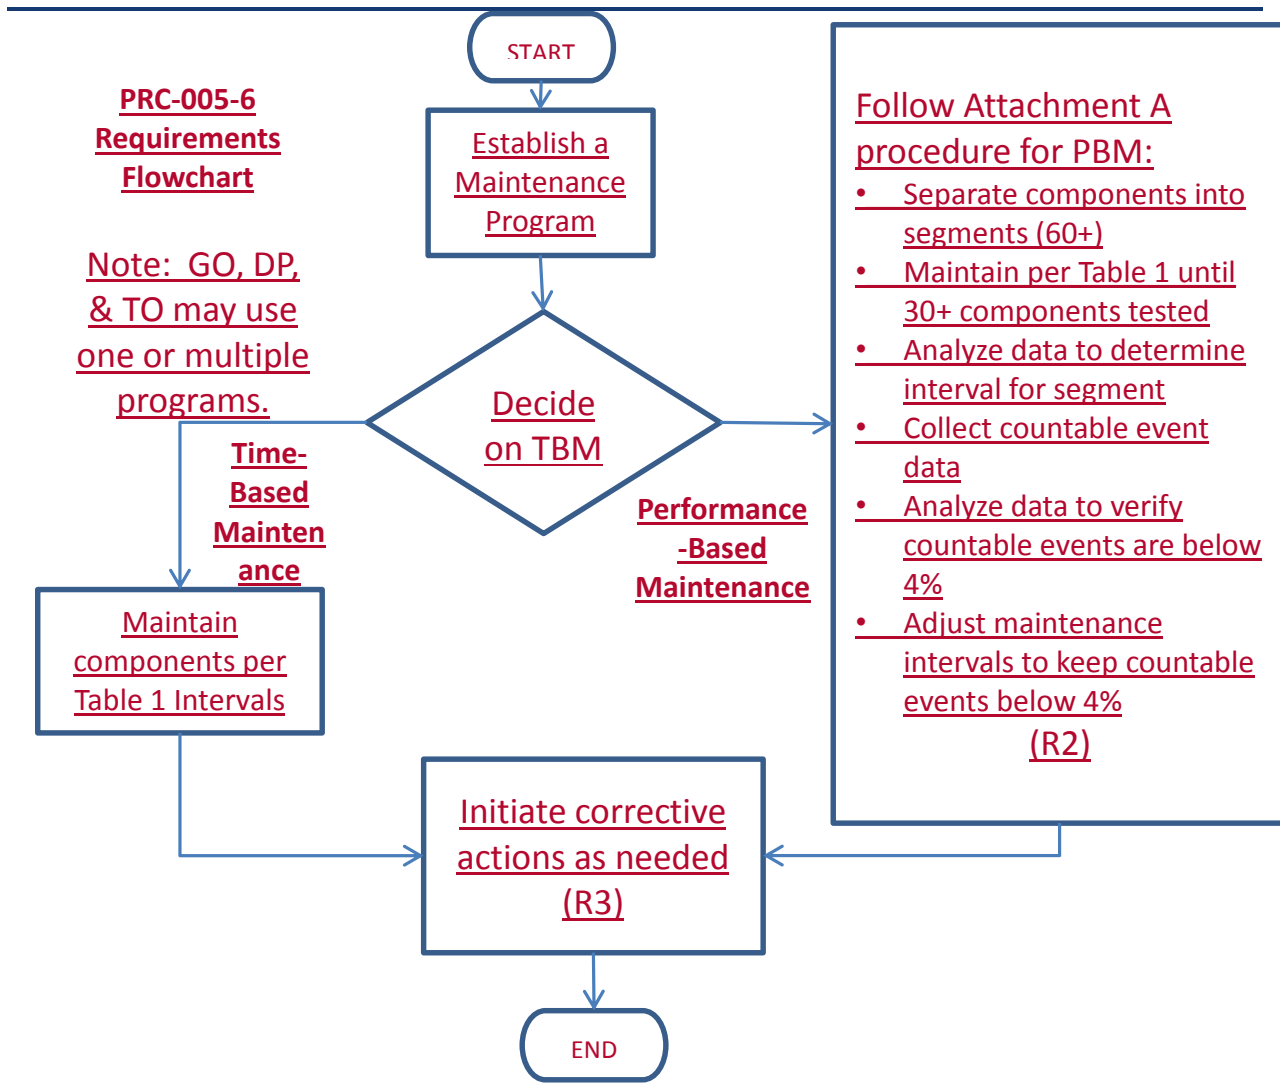 START
PRC-005-6
Requirements
Flowchart
Establish a
Maintenance
Program
Note:  GO, DP,
& TO may use
one or multiple
programs.
Decide
on TBM
Time-
Based
Mainten
ance
Performance
-Based
Maintenance
Follow Attachment A
procedure for PBM:
• Separate components into
segments (60+)
• Maintain per Table 1 until
30+ components tested
• Analyze data to determine
interval for segment
• Collect countable event
data
• Analyze data to verify
countable events are below
4%
• Adjust maintenance
intervals to keep countable
events below 4%
(R2)
Maintain
components per
Table 1 Intervals
Initiate corrective
actions as needed
(R3)
END